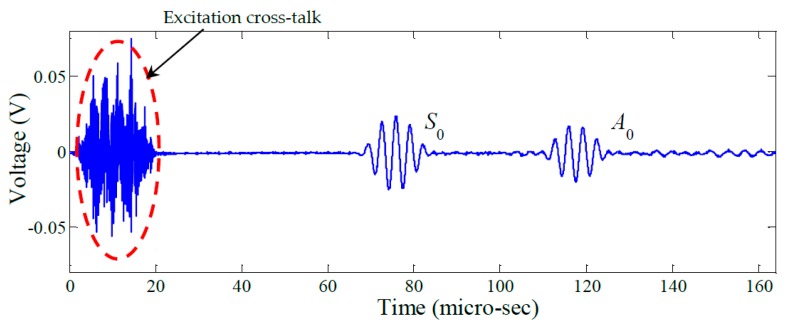 Excitation cross-talk
0.05
0
-0.05
Voltage (V)
S0
A0
0 20 40 60 80 100 120 140 160
Time (micro-sec)